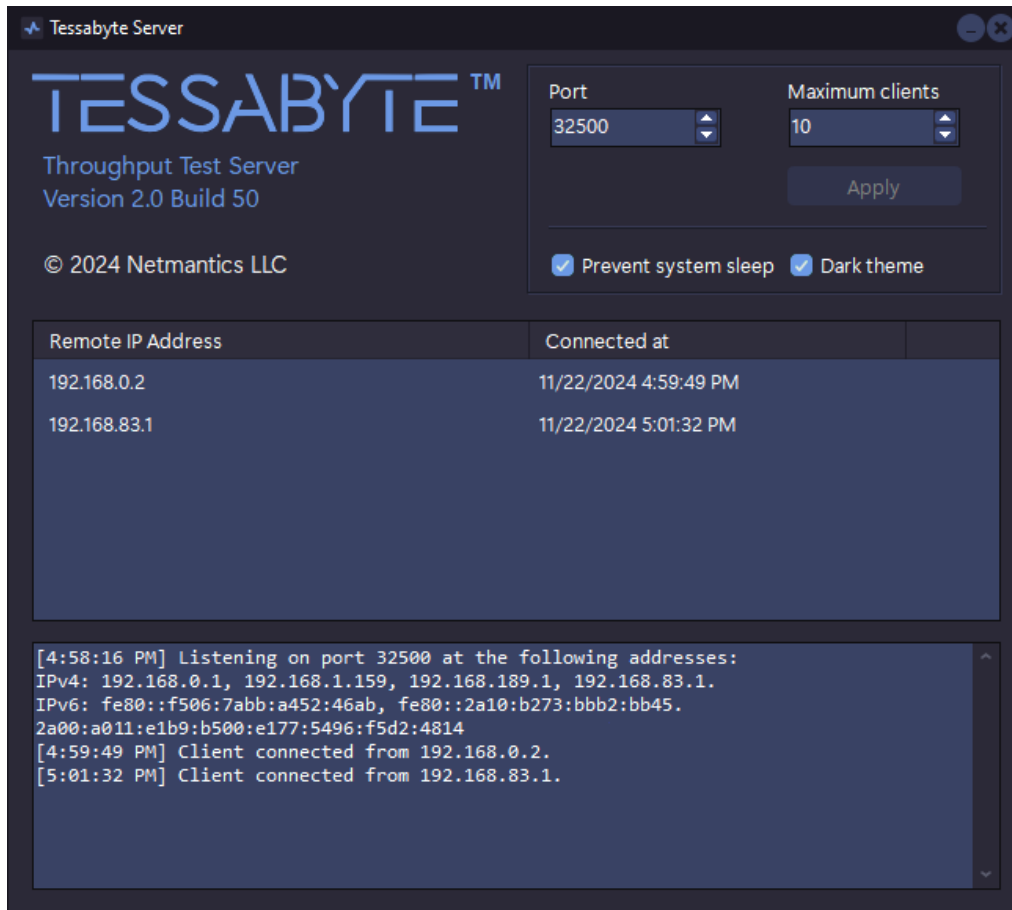 Tessabyte Server
TESSABYTE™
Throughput Test Server
Version 2.0 Build 50
© 2024 Netmantics LLC
Port
Maximum clients
32500
10
Apply
Prevent system sleep
Dark theme
Remote IP Address
Connected at
192.168.0.2
11/22/2024 4:59:49 PM
192.168.83.1
11/22/2024 5:01:32 PM
[4:58:16 PM] Listening on port 32500 at the following addresses:
IPv4: 192.168.0.1, 192.168.1.159, 192.168.189.1, 192.168.83.1.
IPv6: fe80::f506:7abb:a452:46ab, fe80::2a10:b273:bbb2:bb45.
2a00:a011:e1b9:b500:e177:5496:f5d2:4814
[4:59:49 PM] Client connected from 192.168.0.2.
[5:01:32 PM] Client connected from 192.168.83.1.